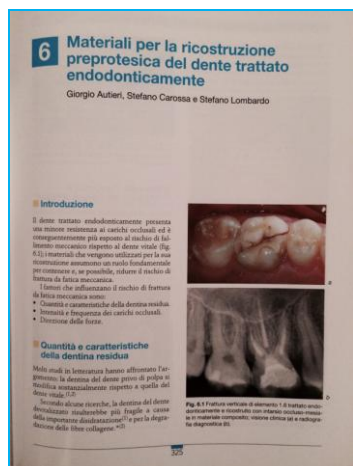 6
Materiali per la ricostruzione
preprotesica del dente trattato
endodonticamente
Giorgio Autieri, Stefano Carossa e Stefano Lombardo
Introduzione
Il dente trattato endodonticamente presenta
una minore resistenza ai carichi occlusali ed è
conseguentemente più esposto al rischio di fal-
limento meccanico rispetto al dente vitale (fig.
6.1); i materiali che vengono utilizzati per la sua
ricostruzione assumono un ruolo fondamentale
per contenere e, se possibile, ridurre il rischio di
frattura da fatica meccanica.
I fattori che influenzano il rischio di frattura
da fatica meccanica sono:
• Quantità e caratteristiche della dentina residua.
• Intensità e frequenza dei carichi occlusali.
• Direzione delle forze.
Quantità e caratteristiche
della dentina residua
Molti studi in letteratura hanno affrontato l'ar-
gomento: la dentina del dente privo di polpa si
modifica sostanzialmente rispetto a quella del
dente vitale.(1,2)
Secondo alcune ricerche, la dentina del dente
devitalizzato risulterebbe più fragile a causa
della importante disidratazione(2) e per la degra-
dazione delle fibre collagene.
a
b
Fig. 6.1 Frattura verticale di elemento 1.6 trattato endo-
donticamente e ricostruito con intarsio occluso-mesia-
le in materiale composito; visione clinica (a) e radiogra-
fia diagnostica (b).
325